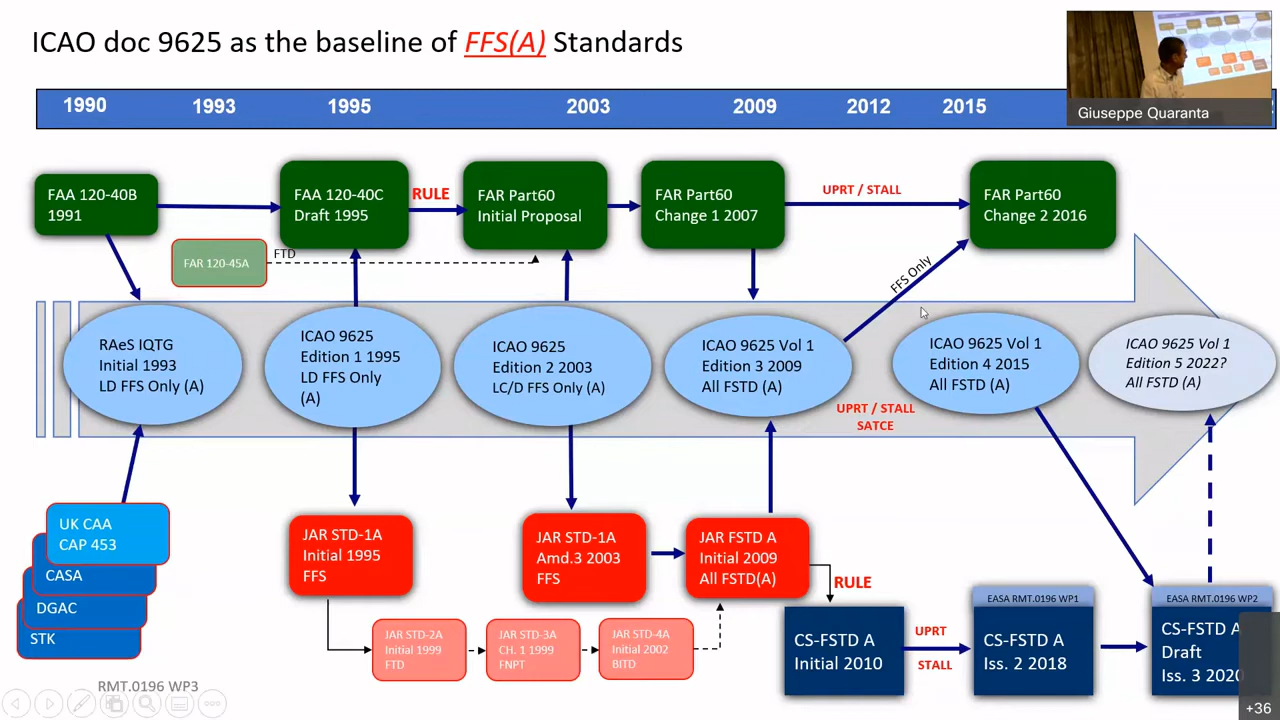 ICAO doc 9625 as the baseline of FFS(A) Standards
Giuseppe Quaranta
1990 1993 1995 2003 2009 2012 2015
FAA 120-40B
1991
FAA 120-40C
Draft 1995
RULE
FAR Part60
Initial Proposal
FAR Part60
Change 1 2007
UPRT / STALL
FAR Part60
Change 2 2016
FAR 120-45A
FTD
FFS Only
RAeS IQTG
Initial 1993
LD FFS Only (A)
ICAO 9625
Edition 1 1995
LD FFS Only
(A)
ICAO 9625
Edition 2 2003
LC/D FFS Only (A)
ICAO 9625 Vol 1
Edition 3 2009
All FSTD (A)
UPRT / STALL
SATCE
ICAO 9625 Vol 1
Edition 4 2015
All FSTD (A)
ICAO 9625 Vol 1
Edition 5 2022?
All FSTD (A)
UK CAA
CAP 453
CASA
DGAC
STK
JAR STD-1A
Initial 1995
FFS
JAR STD-1A
Amd.3 2003
FFS
JAR FSTD A
Initial 2009
All FSTD(A)
RULE
JAR STD-2A
Initial 1999
FTD
JAR STD-3A
CH. 1 1999
FNPT
JAR STD-4A
Initial 2002
BITD
CS-FSTD A
Initial 2010
UPRT
STALL
EASA RMT.0196 WP1
CS-FSTD A
Iss. 2 2018
EASA RMT.0196 WP2
CS-FSTD A
Draft
Iss. 3 2020
RMT.0196 WP3
+36